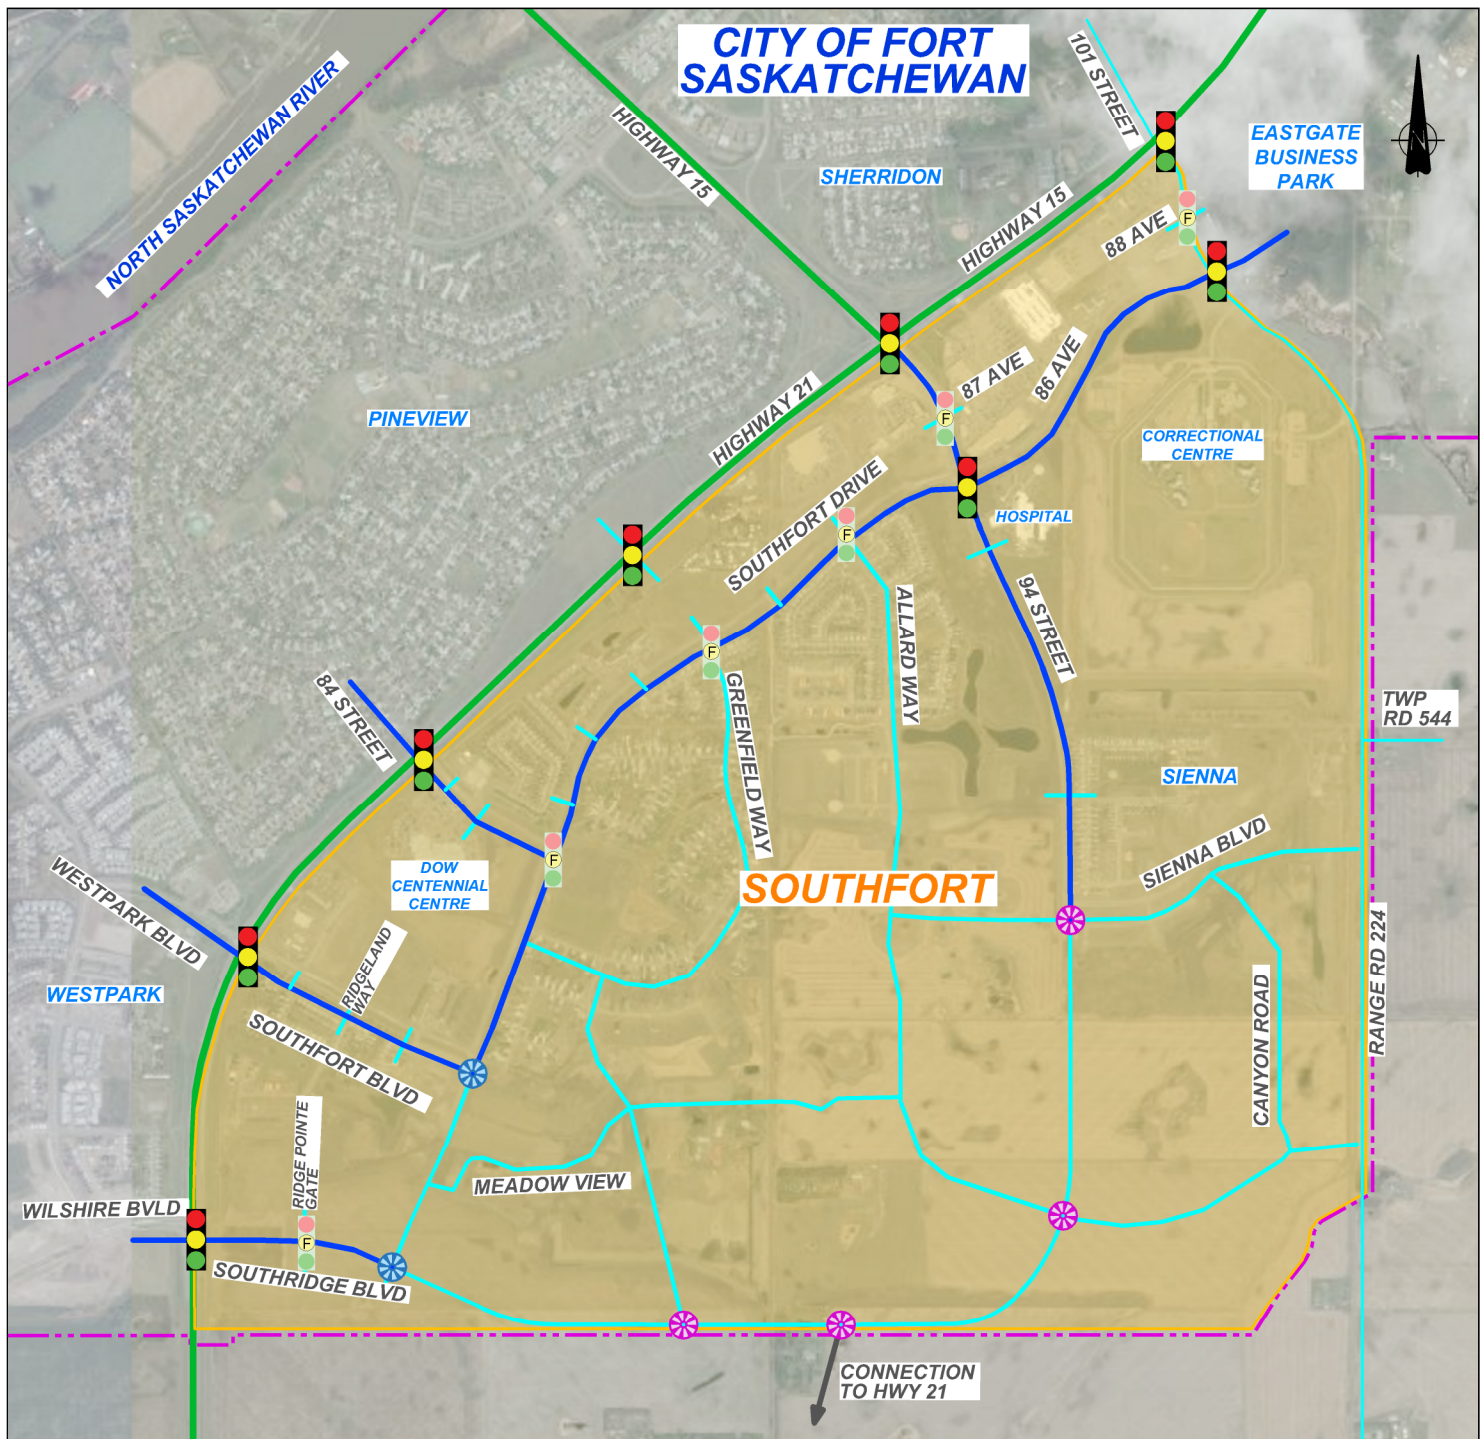 CITY OF FORT
SASKATCHEWAN
101 STREET
NORTH SASKATCHEWAN RIVER
HIGHWAY 15
SHERRIDON
EASTGATE
BUSINESS
PARK
HIGHWAY 15
88 AVE
F
87 AVE
86 AVE
HIGHWAY 21
PINEVIEW
F
CORRECTIONAL
CENTRE
SOUTHFORT DRIVE
F
HOSPITAL
94 STREET
ALLARD WAY
F
GREENFIELD WAY
84 STREET
TWP
RD 544
SIENNA
SIENNA BLVD
F
DOW
CENTENNIAL
CENTRE
SOUTHFORT
WESTPARK BLVD
RIDGELAND
WAY
WESTPARK
SOUTHFORT BLVD
RANGE RD 224
CANYON ROAD
RIDGE POINTE
GATE
MEADOW VIEW
WILSHIRE BVLD
F
SOUTHRIDGE BLVD
CONNECTION
TO HWY 21